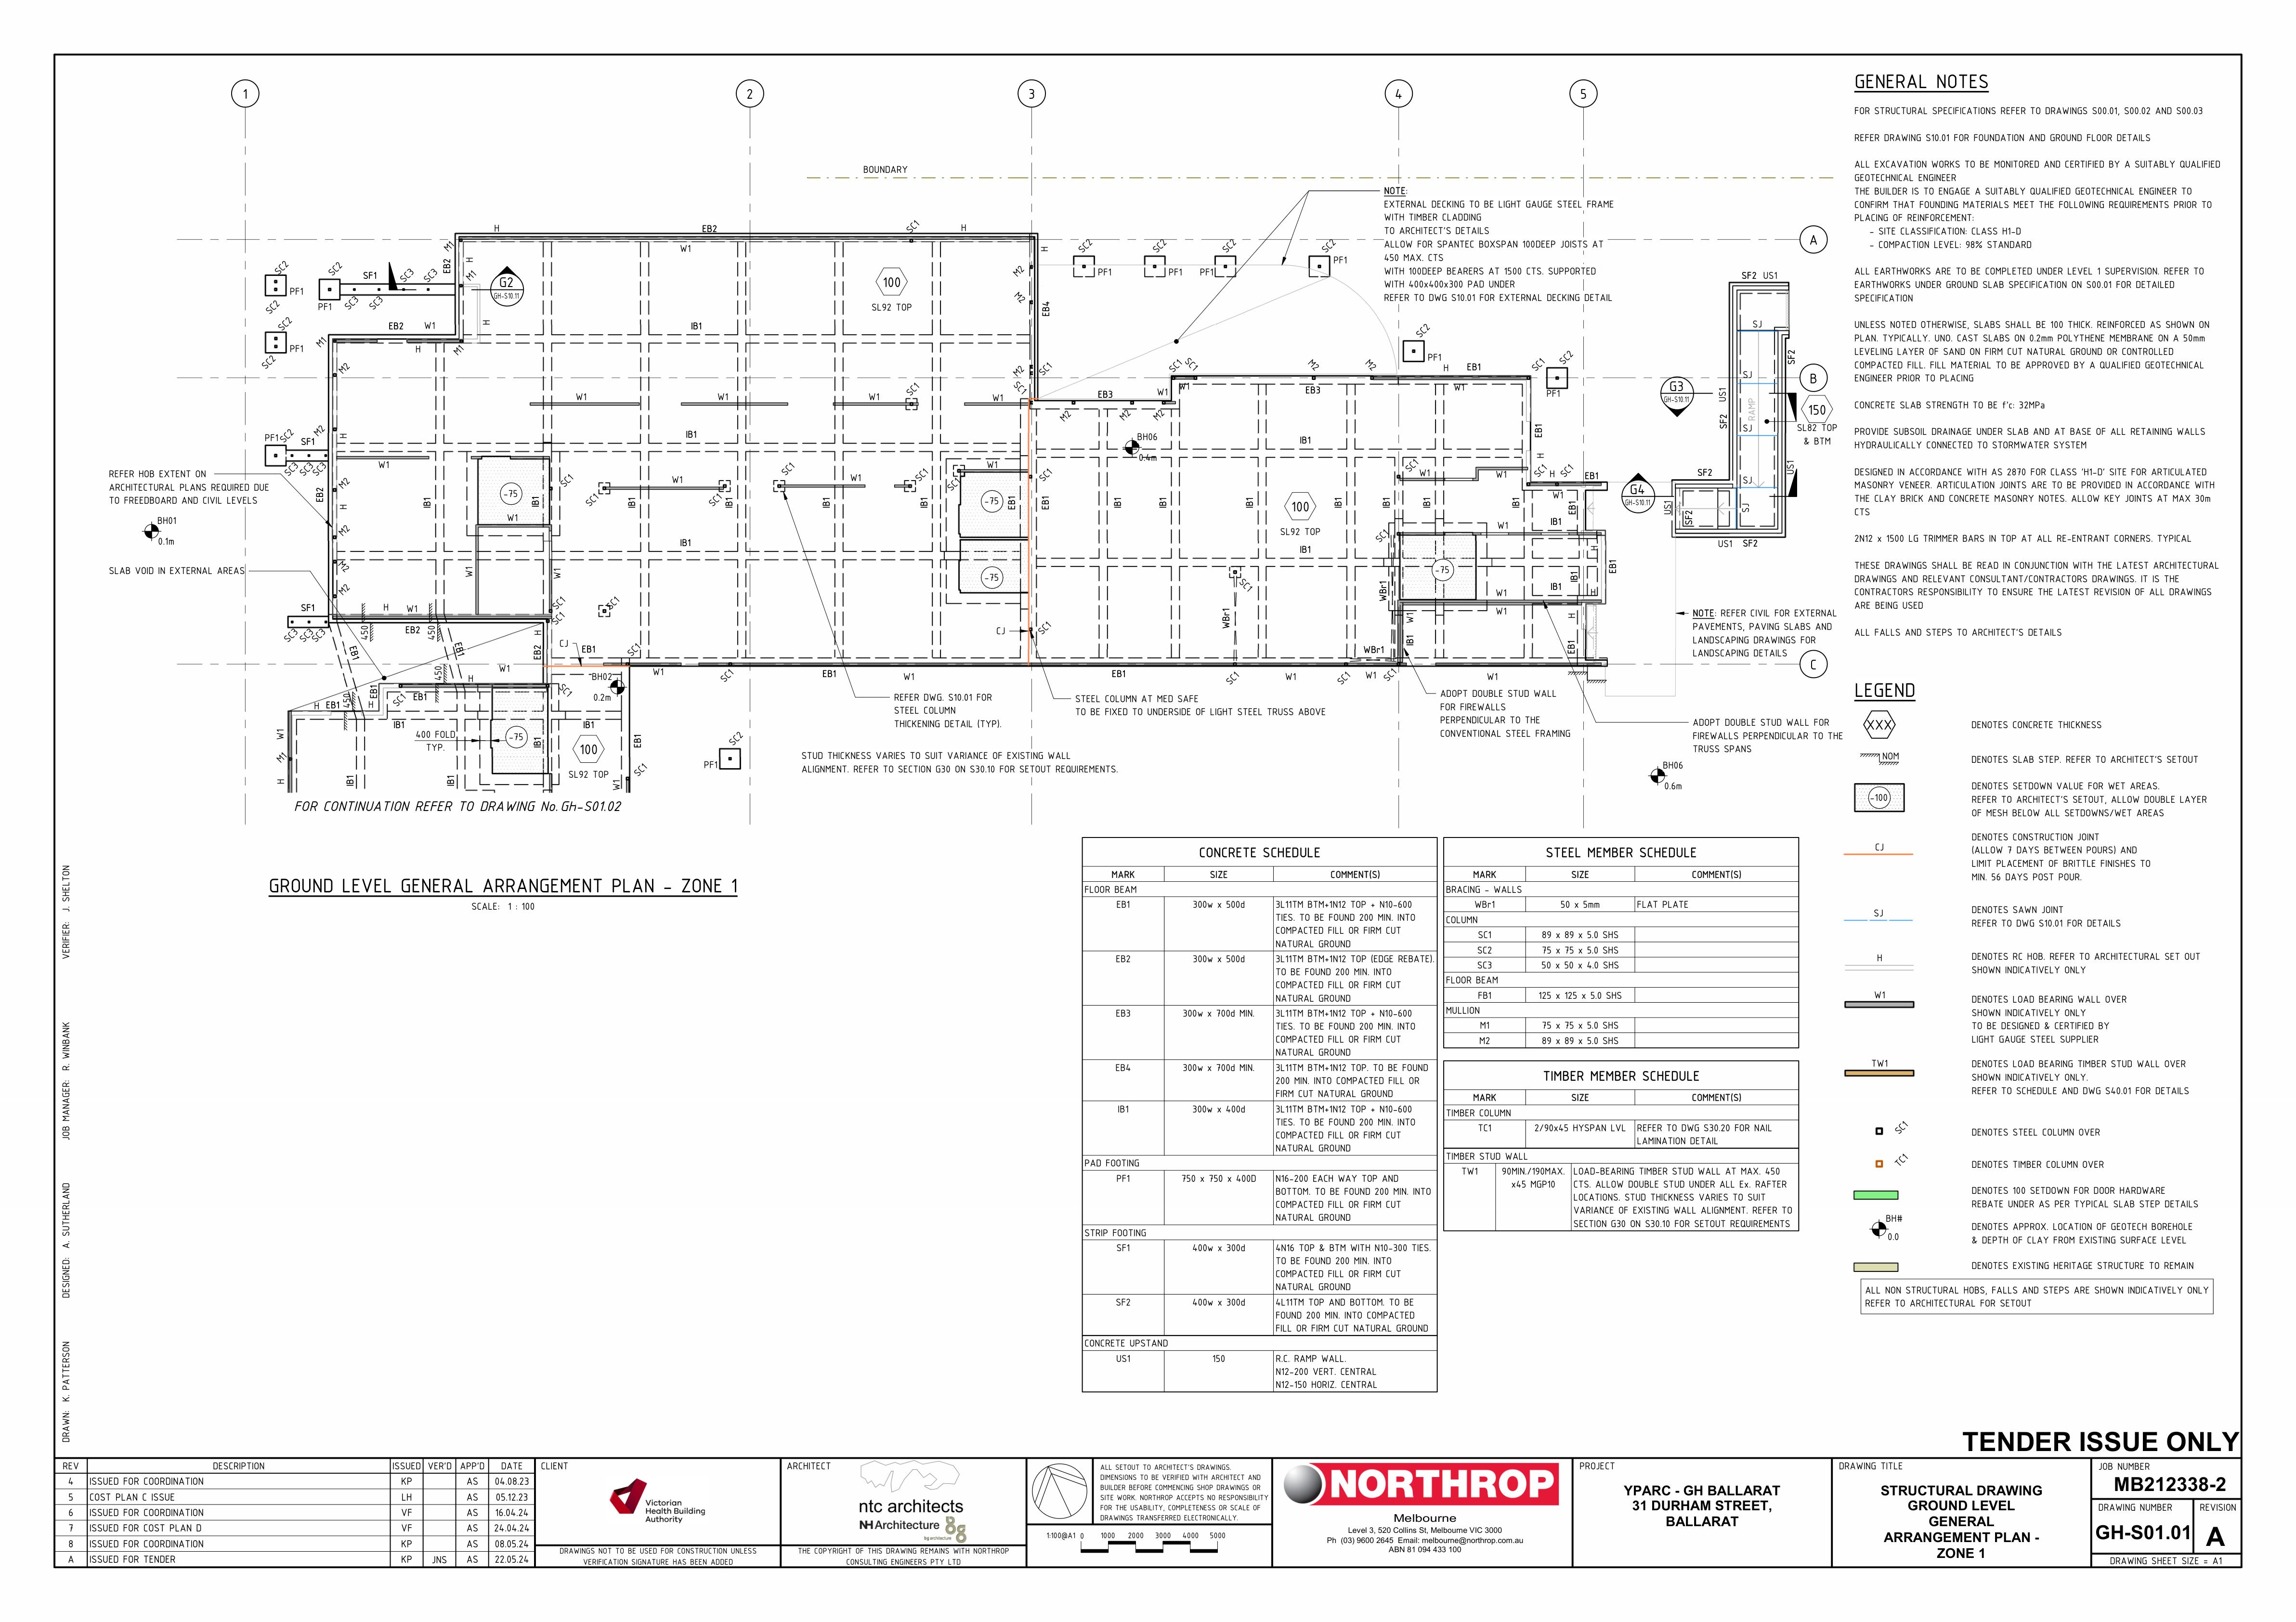 1
2
3
4
5
A
B
C
BOUNDARY
NOTE:
EXTERNAL DECKING TO BE LIGHT GAUGE STEEL FRAME
WITH TIMBER CLADDING
TO ARCHITECT'S DETAILS
ALLOW FOR SPANTEC BOXSPAN 100DEEP JOISTS AT
450 MAX. CTS
WITH 100DEEP BEARERS AT 1500 CTS. SUPPORTED
WITH 400x400x300 PAD UNDER
REFER TO DWG S10.01 FOR EXTERNAL DECKING DETAIL
G2
GH-S10.11
100
SL92 TOP
G3
GH-S10.11
150
SL82 TOP
& BTM
G4
GH-S10.11
RAMP
100
SL92 TOP
BH06
0.4m
REFER HOB EXTENT ON
ARCHITECTURAL PLANS REQUIRED DUE
TO FREEDBOARD AND CIVIL LEVELS
BH01
0.1m
SLAB VOID IN EXTERNAL AREAS
BH02
0.2m
400 FOLD
TYP.
-75
100
SL92 TOP
REFER DWG. S10.01 FOR
STEEL COLUMN
THICKENING DETAIL (TYP).
STEEL COLUMN AT MED SAFE
TO BE FIXED TO UNDERSIDE OF LIGHT STEEL TRUSS ABOVE
STUD THICKNESS VARIES TO SUIT VARIANCE OF EXISTING WALL
ALIGNMENT. REFER TO SECTION G30 ON S30.10 FOR SETOUT REQUIREMENTS.
ADOPT DOUBLE STUD WALL
FOR FIREWALLS
PERPENDICULAR TO THE
CONVENTIONAL STEEL FRAMING
ADOPT DOUBLE STUD WALL FOR
FIREWALLS PERPENDICULAR TO THE
TRUSS SPANS
NOTE: REFER CIVIL FOR EXTERNAL
PAVEMENTS, PAVING SLABS AND
LANDSCAPING DRAWINGS FOR
LANDSCAPING DETAILS
BH06
0.6m
FOR CONTINUATION REFER TO DRAWING No. Gh-S01.02
GROUND LEVEL GENERAL ARRANGEMENT PLAN - ZONE 1
SCALE: 1 : 100
GENERAL NOTES
FOR STRUCTURAL SPECIFICATIONS REFER TO DRAWINGS S00.01, S00.02 AND S00.03
REFER DRAWING S10.01 FOR FOUNDATION AND GROUND FLOOR DETAILS
ALL EXCAVATION WORKS TO BE MONITORED AND CERTIFIED BY A SUITABLY QUALIFIED
GEOTECHNICAL ENGINEER
THE BUILDER IS TO ENGAGE A SUITABLY QUALIFIED GEOTECHNICAL ENGINEER TO
CONFIRM THAT FOUNDING MATERIALS MEET THE FOLLOWING REQUIREMENTS PRIOR TO
PLACING OF REINFORCEMENT:
- SITE CLASSIFICATION: CLASS H1-D
- COMPACTION LEVEL: 98% STANDARD
ALL EARTHWORKS ARE TO BE COMPLETED UNDER LEVEL 1 SUPERVISION. REFER TO
EARTHWORKS UNDER GROUND SLAB SPECIFICATION ON S00.01 FOR DETAILED
SPECIFICATION
UNLESS NOTED OTHERWISE, SLABS SHALL BE 100 THICK. REINFORCED AS SHOWN ON
PLAN. TYPICALLY. UNO. CAST SLABS ON 0.2mm POLYTHENE MEMBRANE ON A 50mm
LEVELING LAYER OF SAND ON FIRM CUT NATURAL GROUND OR CONTROLLED
COMPACTED FILL. FILL MATERIAL TO BE APPROVED BY A QUALIFIED GEOTECHNICAL
ENGINEER PRIOR TO PLACING
CONCRETE SLAB STRENGTH TO BE f'c: 32MPa
PROVIDE SUBSOIL DRAINAGE UNDER SLAB AND AT BASE OF ALL RETAINING WALLS
HYDRAULICALLY CONNECTED TO STORMWATER SYSTEM
DESIGNED IN ACCORDANCE WITH AS 2870 FOR CLASS 'H1-D' SITE FOR ARTICULATED
MASONRY VENEER. ARTICULATION JOINTS ARE TO BE PROVIDED IN ACCORDANCE WITH
THE CLAY BRICK AND CONCRETE MASONRY NOTES. ALLOW KEY JOINTS AT MAX 30m
CTS
2N12 x 1500 LG TRIMMER BARS IN TOP AT ALL RE-ENTRANT CORNERS. TYPICAL
THESE DRAWINGS SHALL BE READ IN CONJUNCTION WITH THE LATEST ARCHITECTURAL
DRAWINGS AND RELEVANT CONSULTANT/CONTRACTORS DRAWINGS. IT IS THE
CONTRACTORS RESPONSIBILITY TO ENSURE THE LATEST REVISION OF ALL DRAWINGS
ARE BEING USED
ALL FALLS AND STEPS TO ARCHITECT'S DETAILS
LEGEND
XXX DENOTES CONCRETE THICKNESS
NOM DENOTES SLAB STEP. REFER TO ARCHITECT'S SETOUT
-100 DENOTES SETDOWN VALUE FOR WET AREAS.
REFER TO ARCHITECT'S SETOUT, ALLOW DOUBLE LAYER
OF MESH BELOW ALL SETDOWNS/WET AREAS
CJ DENOTES CONSTRUCTION JOINT
(ALLOW 7 DAYS BETWEEN POURS) AND
LIMIT PLACEMENT OF BRITTLE FINISHES TO
MIN. 56 DAYS POST POUR.
SJ DENOTES SAWN JOINT
REFER TO DWG S10.01 FOR DETAILS
H DENOTES RC HOB. REFER TO ARCHITECTURAL SET OUT
SHOWN INDICATIVELY ONLY
W1 DENOTES LOAD BEARING WALL OVER
SHOWN INDICATIVELY ONLY
TO BE DESIGNED & CERTIFIED BY
LIGHT GAUGE STEEL SUPPLIER
TW1 DENOTES LOAD BEARING TIMBER STUD WALL OVER
SHOWN INDICATIVELY ONLY.
REFER TO SCHEDULE AND DWG S40.01 FOR DETAILS
SC1 DENOTES STEEL COLUMN OVER
TC1 DENOTES TIMBER COLUMN OVER
DENOTES 100 SETDOWN FOR DOOR HARDWARE
REBATE UNDER AS PER TYPICAL SLAB STEP DETAILS
BH# 0.0 DENOTES APPROX. LOCATION OF GEOTECH BOREHOLE
& DEPTH OF CLAY FROM EXISTING SURFACE LEVEL
DENOTES EXISTING HERITAGE STRUCTURE TO REMAIN
ALL NON STRUCTURAL HOBS, FALLS AND STEPS ARE SHOWN INDICATIVELY ONLY
REFER TO ARCHITECTURAL FOR SETOUT
CONCRETE SCHEDULE
MARK SIZE COMMENT(S)
FLOOR BEAM
EB1 300w x 500d 3L11TM BTM+1N12 TOP + N10-600
TIES. TO BE FOUND 200 MIN. INTO
COMPACTED FILL OR FIRM CUT
NATURAL GROUND
EB2 300w x 500d 3L11TM BTM+1N12 TOP (EDGE REBATE).
TO BE FOUND 200 MIN. INTO
COMPACTED FILL OR FIRM CUT
NATURAL GROUND
EB3 300w x 700d MIN. 3L11TM BTM+1N12 TOP + N10-600
TIES. TO BE FOUND 200 MIN. INTO
COMPACTED FILL OR FIRM CUT
NATURAL GROUND
EB4 300w x 700d MIN. 3L11TM BTM+1N12 TOP. TO BE FOUND
200 MIN. INTO COMPACTED FILL OR
FIRM CUT NATURAL GROUND
IB1 300w x 400d 3L11TM BTM+1N12 TOP + N10-600
TIES. TO BE FOUND 200 MIN. INTO
COMPACTED FILL OR FIRM CUT
NATURAL GROUND
PAD FOOTING
PF1 750 x 750 x 400D N16-200 EACH WAY TOP AND
BOTTOM. TO BE FOUND 200 MIN. INTO
COMPACTED FILL OR FIRM CUT
NATURAL GROUND
STRIP FOOTING
SF1 400w x 300d 4N16 TOP & BTM WITH N10-300 TIES.
TO BE FOUND 200 MIN. INTO
COMPACTED FILL OR FIRM CUT
NATURAL GROUND
SF2 400w x 300d 4L11TM TOP AND BOTTOM. TO BE
FOUND 200 MIN. INTO COMPACTED
FILL OR FIRM CUT NATURAL GROUND
CONCRETE UPSTAND
US1 150 R.C. RAMP WALL.
N12-200 VERT. CENTRAL
N12-150 HORIZ. CENTRAL
STEEL MEMBER SCHEDULE
MARK SIZE COMMENT(S)
BRACING - WALLS
WBr1 50 x 5mm FLAT PLATE
COLUMN
SC1 89 x 89 x 5.0 SHS
SC2 75 x 75 x 5.0 SHS
SC3 50 x 50 x 4.0 SHS
FLOOR BEAM
FB1 125 x 125 x 5.0 SHS
MULLION
M1 75 x 75 x 5.0 SHS
M2 89 x 89 x 5.0 SHS
TIMBER MEMBER SCHEDULE
MARK SIZE COMMENT(S)
TIMBER COLUMN
TC1 2/90x45 HYSPAN LVL REFER TO DWG S30.20 FOR NAIL
LAMINATION DETAIL
TIMBER STUD WALL
TW1 90MIN./190MAX. LOAD-BEARING TIMBER STUD WALL AT MAX. 450
x45 MGP10 CTS. ALLOW DOUBLE STUD UNDER ALL Ex. RAFTER
LOCATIONS. STUD THICKNESS VARIES TO SUIT
VARIANCE OF EXISTING WALL ALIGNMENT. REFER TO
SECTION G30 ON S30.10 FOR SETOUT REQUIREMENTS
DRAWN: K. PATTERSON DESIGNED: A. SUTHERLAND JOB MANAGER: R. WINBANK VERIFIER: J. SHELTON
TENDER ISSUE ONLY
REV DESCRIPTION ISSUED VER'D APP'D DATE
4 ISSUED FOR COORDINATION KP AS 04.08.23
5 COST PLAN C ISSUE LH AS 05.12.23
6 ISSUED FOR COORDINATION VF AS 16.04.24
7 ISSUED FOR COST PLAN D VF AS 24.04.24
8 ISSUED FOR COORDINATION KP AS 08.05.24
A ISSUED FOR TENDER KP JNS AS 22.05.24
CLIENT
Victorian
Health Building
Authority
DRAWINGS NOT TO BE USED FOR CONSTRUCTION UNLESS
VERIFICATION SIGNATURE HAS BEEN ADDED
ARCHITECT
ntc architects
NH Architecture
THE COPYRIGHT OF THIS DRAWING REMAINS WITH NORTHROP
CONSULTING ENGINEERS PTY LTD
ALL SETOUT TO ARCHITECT'S DRAWINGS.
DIMENSIONS TO BE VERIFIED WITH ARCHITECT AND
BUILDER BEFORE COMMENCING SHOP DRAWINGS OR
SITE WORK. NORTHROP ACCEPTS NO RESPONSIBILITY
FOR THE USABILITY, COMPLETENESS OR SCALE OF
DRAWINGS TRANSFERRED ELECTRONICALLY.
1:100@A1 0 1000 2000 3000 4000 5000
NORTHROP
Melbourne
Level 3, 520 Collins St, Melbourne VIC 3000
Ph (03) 9600 2645 Email: melbourne@northrop.com.au
ABN 81 094 433 100
PROJECT
YPARC - GH BALLARAT
31 DURHAM STREET,
BALLARAT
DRAWING TITLE
STRUCTURAL DRAWING
GROUND LEVEL
GENERAL
ARRANGEMENT PLAN -
ZONE 1
JOB NUMBER
MB212338-2
DRAWING NUMBER REVISION
GH-S01.01 A
DRAWING SHEET SIZE = A1